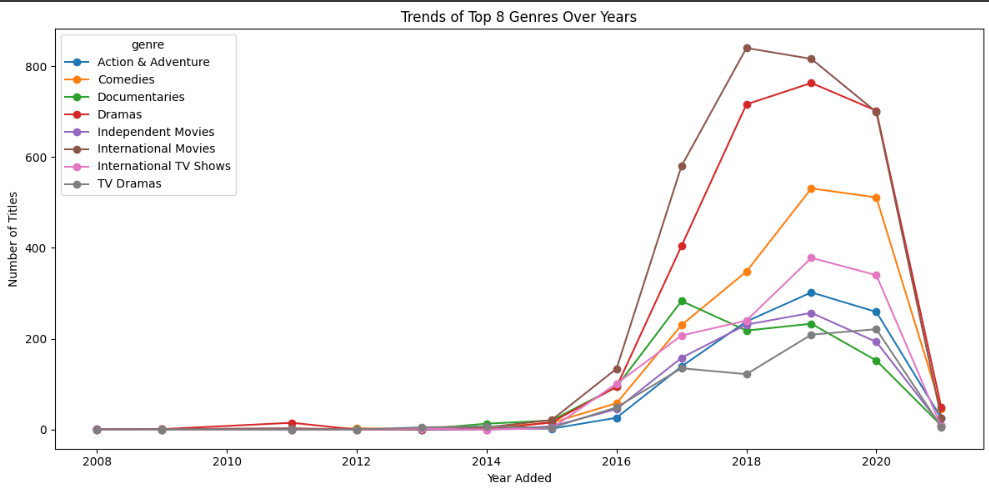 Trends of Top 8 Genres Over Years
genre
Action & Adventure
Comedies
Documentaries
Dramas
Independent Movies
International Movies
International TV Shows
TV Dramas
Number of Titles
800
600
400
200
0
2008 2010 2012 2014 2016 2018 2020
Year Added